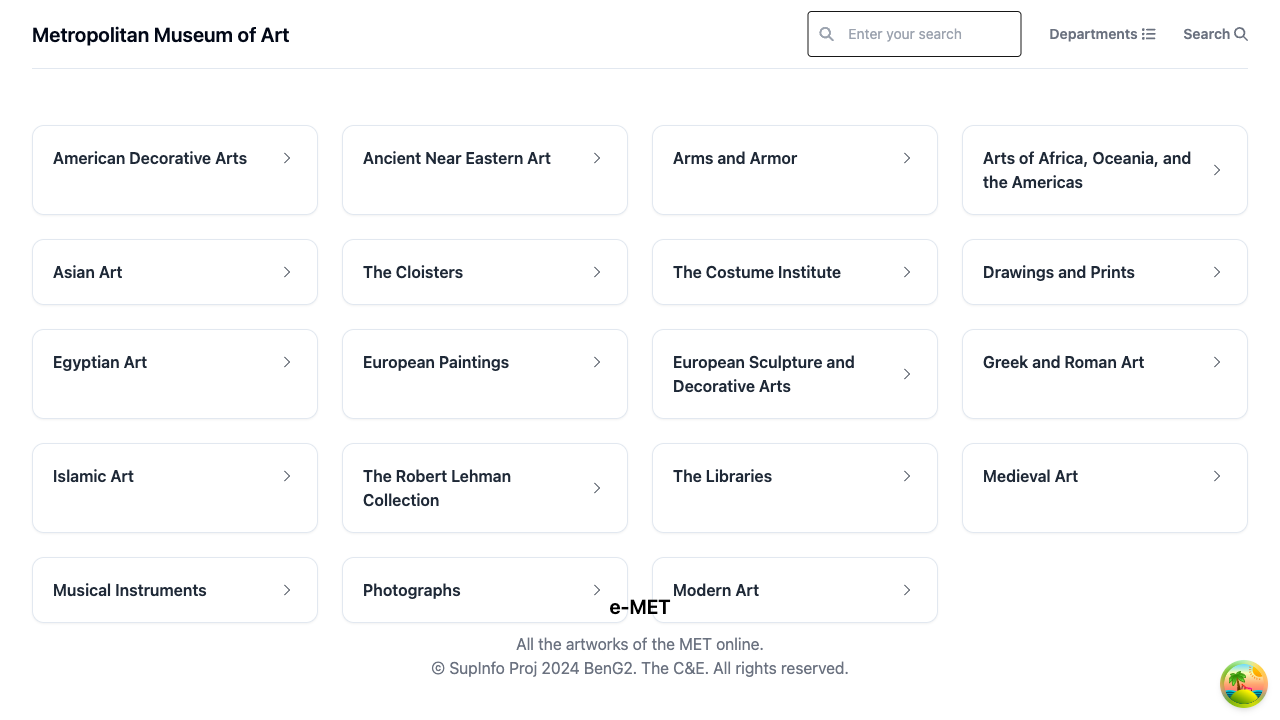 Metropolitan Museum of Art
Enter your search
Departments
Search
American Decorative Arts
Ancient Near Eastern Art
Arms and Armor
Arts of Africa, Oceania, and
the Americas
Asian Art
The Cloisters
The Costume Institute
Drawings and Prints
Egyptian Art
European Paintings
European Sculpture and
Decorative Arts
Greek and Roman Art
Islamic Art
The Robert Lehman
Collection
The Libraries
Medieval Art
Musical Instruments
Photographs
Modern Art
e-MET
All the artworks of the MET online.
© SupInfo Proj 2024 BenG2. The C&E. All rights reserved.